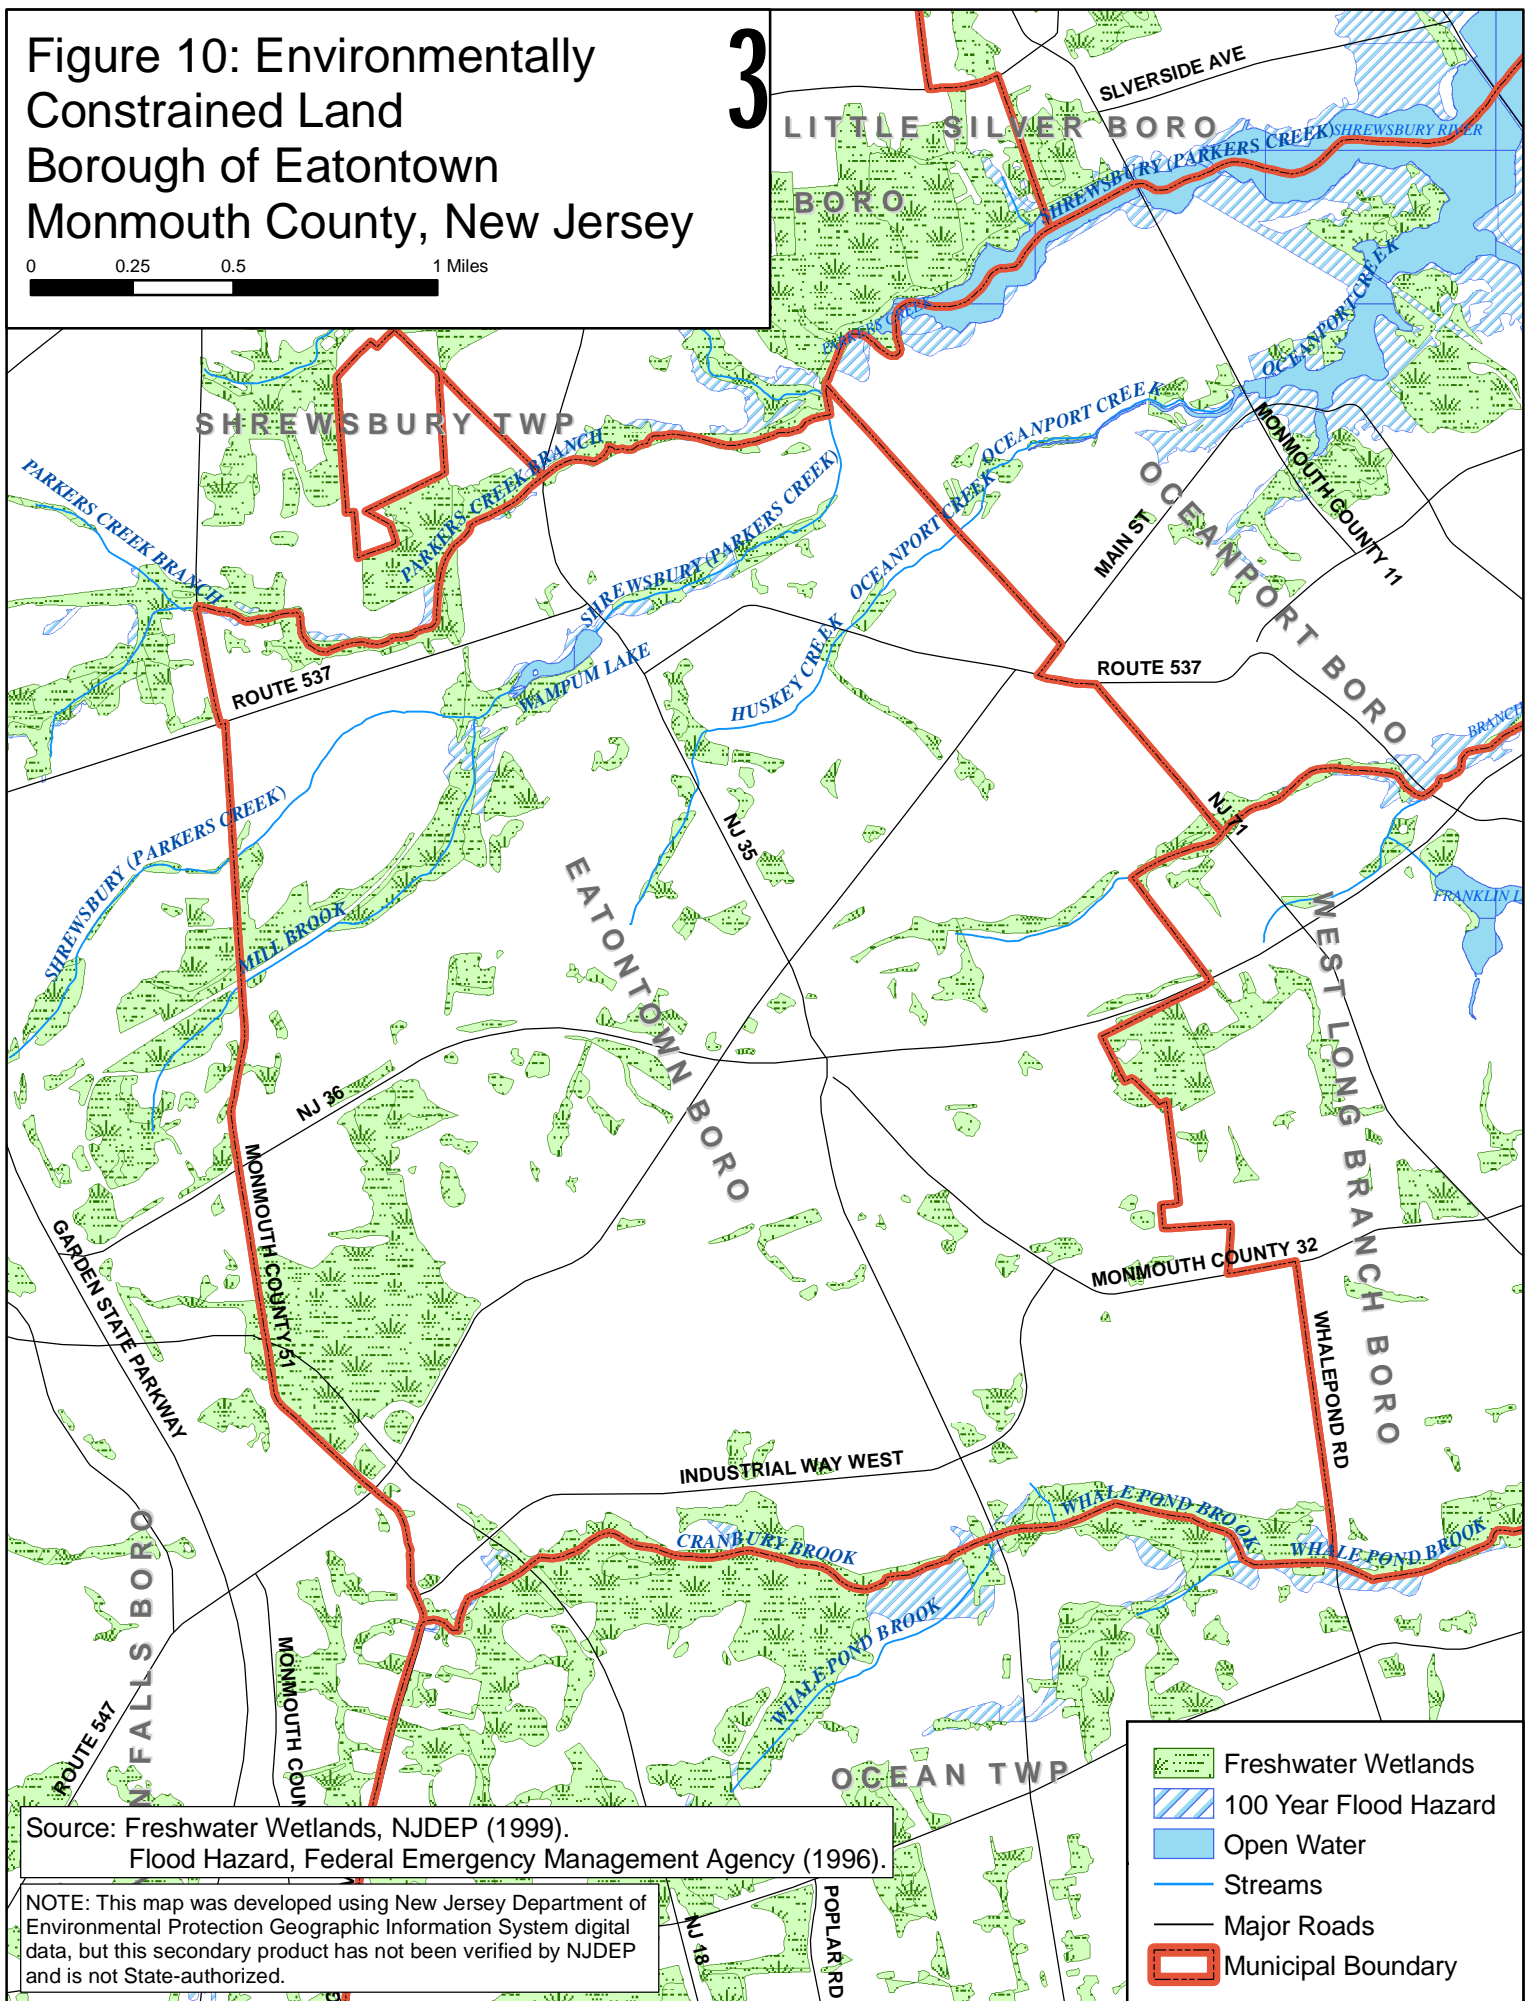 Figure 10: Environmentally
Constrained Land
Borough of Eatontown
Monmouth County, New Jersey
3
0 0.25 0.5 1 Miles
SLVERSIDE AVE
LITTLE SILVER BORO
SHREWSBURY RIVER
SHREWSBURY (PARKERS CREEK)
BORO
PARKERS CREEK
OCEANPORTCREEK
SHREWSBURY TWP
OCEANPORT CREEK
MONMOUTH COUNTY 11
PARKERS CREEK BRANCH
PARKERS CREEK BRANCH
SHREWSBURY (PARKERS CREEK)
OCEANPORT CREEK
MAIN ST
OCEANPORT BORO
HUSKEY CREEK
WAMPUM LAKE
ROUTE 537
ROUTE 537
BRANCH
SHREWSBURY (PARKERS CREEK)
NJ 35
NJ 71
MILL BROOK
EATONTOWN BORO
FRANKLIN L
WEST LONG BRANCH BORO
NJ 36
MONMOUTH COUNTY 51
GARDEN STATE PARKWAY
MONMOUTH COUNTY 32
WHALEPOND RD
INDUSTRIAL WAY WEST
WHALE POND BROOK
CRANBURY BROOK
WHALE POND BROOK
WHALE POND BROOK
N FALLS BORO
MONMOUTH COUN
ROUTE 547
OCEAN TWP
Source: Freshwater Wetlands, NJDEP (1999).
Flood Hazard, Federal Emergency Management Agency (1996).
NOTE: This map was developed using New Jersey Department of
Environmental Protection Geographic Information System digital
data, but this secondary product has not been verified by NJDEP
and is not State-authorized.
NJ 18
POPLAR RD
Freshwater Wetlands
100 Year Flood Hazard
Open Water
Streams
Major Roads
Municipal Boundary